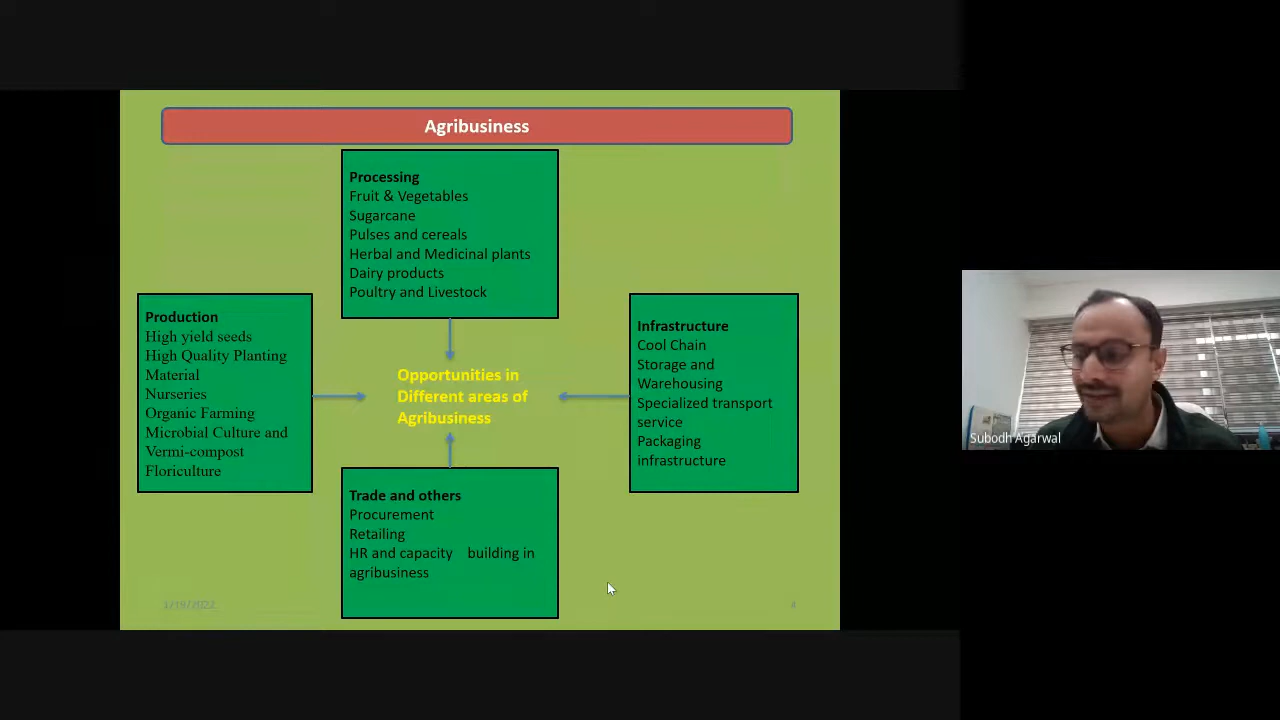 Agribusiness
Processing
Fruit & Vegetables
Sugarcane
Pulses and cereals
Herbal and Medicinal plants
Dairy products
Poultry and Livestock
Production
High yield seeds
High Quality Planting
Material
Nurseries
Organic Farming
Microbial Culture and
Vermi-compost
Floriculture
Opportunities in
Different areas of
Agribusiness
Infrastructure
Cool Chain
Storage and
Warehousing
Specialized transport
service
Packaging
infrastructure
Trade and others
Procurement
Retailing
HR and capacity building in
agribusiness
4
Subodh Agarwal